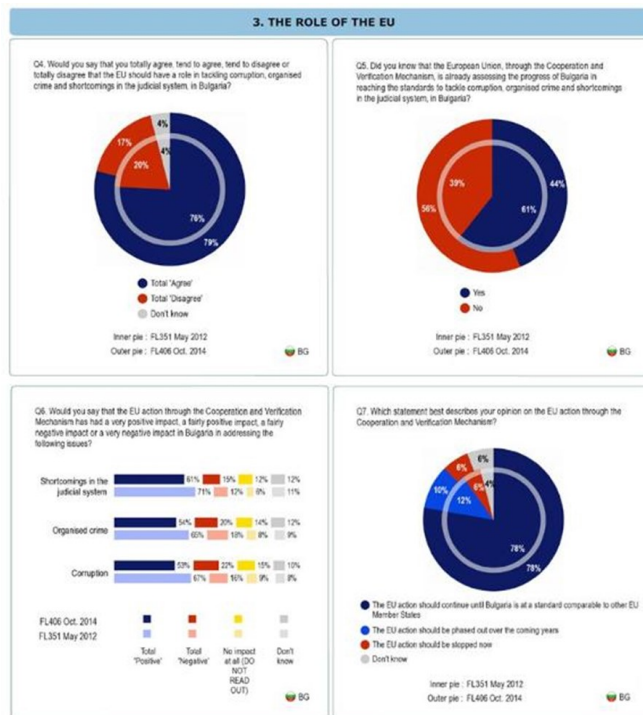 3. THE ROLE OF THE EU
Q4. Would you say that you totally agree, tend to agree, tend to disagree or
totally disagree that the EU should have a role in tackling corruption, organised
crime and shortcomings in the judicial system, in Bulgaria?
4%
17%
4%
20%
76%
79%
Total 'Agree'
Total 'Disagree'
Don't know
Inner pie : FL351 May 2012
Outer pie : FL406 Oct. 2014
BG
Q5. Did you know that the European Union, through the Cooperation and
Verification Mechanism, is already assessing the progress of Bulgaria in
reaching the standards to tackle corruption, organised crime and shortcomings
in the judicial system, in Bulgaria?
39%
44%
56%
61%
Yes
No
Inner pie : FL351 May 2012
Outer pie : FL406 Oct. 2014
BG
Q6. Would you say that the EU action through the Cooperation and Verification
Mechanism has had a very positive impact, a fairly positive impact, a fairly
negative impact or a very negative impact in Bulgaria in addressing the
following issues?
Shortcomings in the
judicial system
61% 15% 12% 12%
71% 12% 6% 11%
Organised crime
54% 20% 14% 12%
65% 18% 8% 9%
Corruption
53% 22% 15% 10%
67% 16% 9% 8%
FL406 Oct. 2014
FL351 May 2012
Total
'Positive'
Total
'Negative'
No impact
at all (DO
NOT
READ
OUT)
Don't
know
BG
Q7. Which statement best describes your opinion on the EU action through the
Cooperation and Verification Mechanism?
6%
6%
10%
6%
4%
12%
78%
78%
The EU action should continue until Bulgaria is at a standard comparable to other EU
Member States
The EU action should be phased out over the coming years
The EU action should be stopped now
Don't know
Inner pie : FL351 May 2012
Outer pie : FL406 Oct. 2014
BG